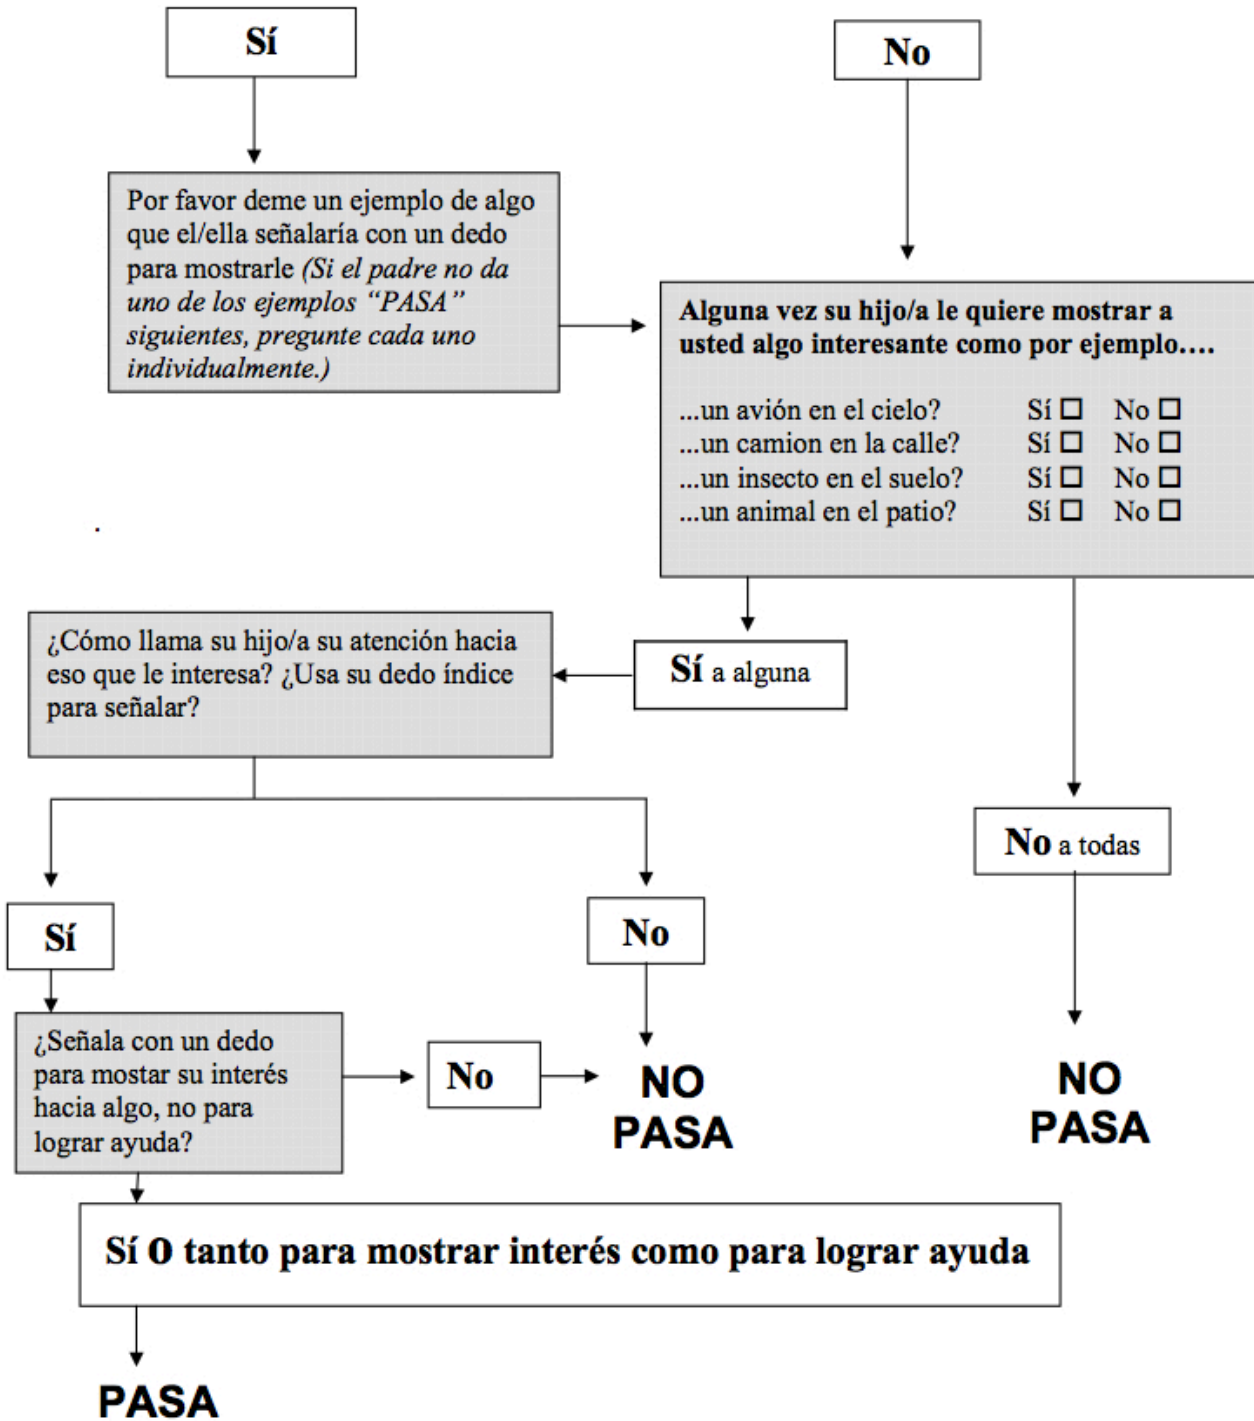 Sí
No
Por favor deme un ejemplo de algo
que el/ella señalaría con un dedo
para mostrarle (Si el padre no da
uno de los ejemplos “PASA”
siguientes, pregunte cada uno
individualmente.)
Alguna vez su hijo/a le quiere mostrar a
usted algo interesante como por ejemplo....
...un avión en el cielo? Sí □ No □
...un camion en la calle? Sí □ No □
...un insecto en el suelo? Sí □ No □
...un animal en el patio? Sí □ No □
.
¿Cómo llama su hijo/a su atención hacia
eso que le interesa? ¿Usa su dedo índice
para señalar?
Sí a alguna
No a todas
Sí
No
¿Señala con un dedo
para mostar su interés
hacia algo, no para
lograr ayuda?
No
NO
PASA
NO
PASA
Sí O tanto para mostrar interés como para lograr ayuda
PASA